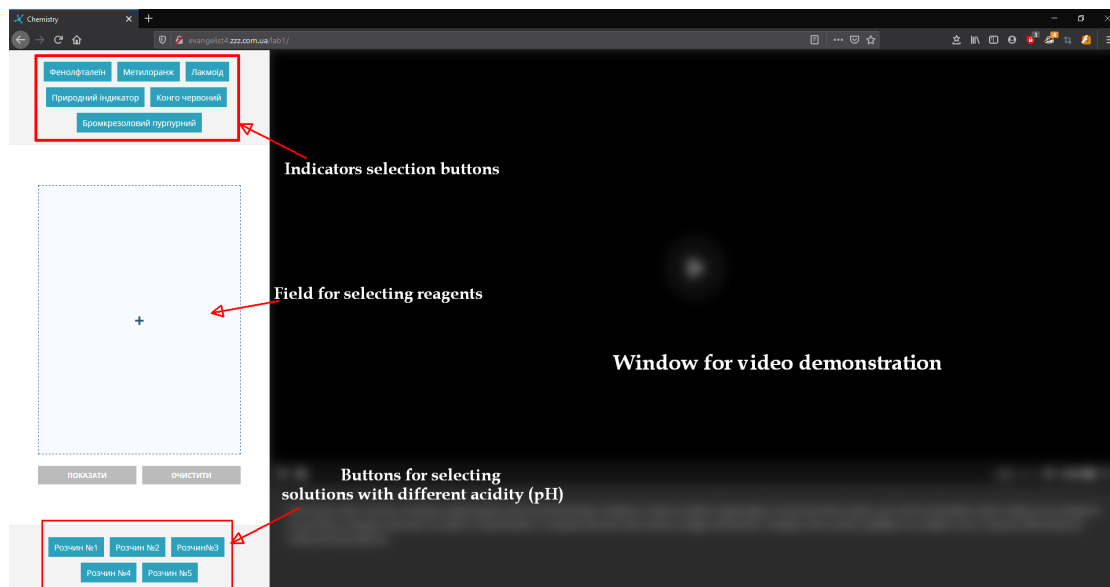 Chemistry
evangelist4.zzz.com.ua/lab1/
Фенолфталеїн Метилоранж Лакмоїд
Природний індикатор Конго червоний
Бромкрезоловий пурпурний
Indicators selection buttons
Field for selecting reagents
+
Window for video demonstration
ПОКАЗАТИ ОЧИСТИТИ
Buttons for selecting
solutions with different acidity (pH)
Розчин №1 Розчин №2 Розчин№3
Розчин №4 Розчин №5